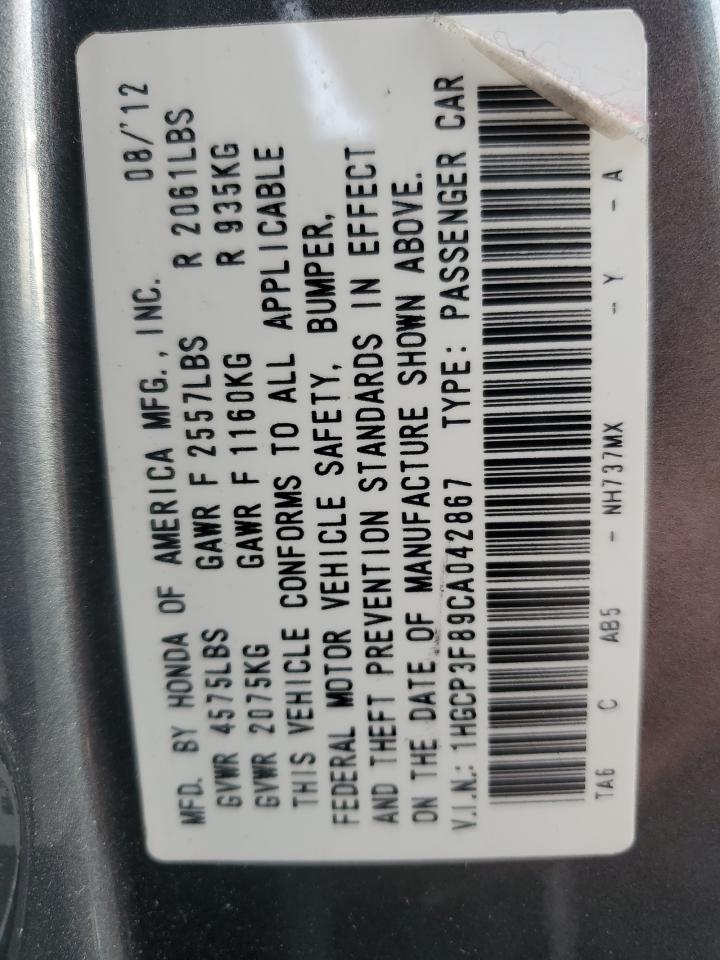 MFD. BY HONDA OF AMERICA MFG., INC. 08/'12
GVWR 4575LBS GAWR F 2557LBS R 2061LBS
GVWR 2075KG GAWR F 1160KG R 935KG
THIS VEHICLE CONFORMS TO ALL APPLICABLE
FEDERAL MOTOR VEHICLE SAFETY, BUMPER,
AND THEFT PREVENTION STANDARDS IN EFFECT
ON THE DATE OF MANUFACTURE SHOWN ABOVE.
V.I.N.: 1HGCP3F89CA042867 TYPE: PASSENGER CAR
TA6 C AB5 - NH737MX - Y - A